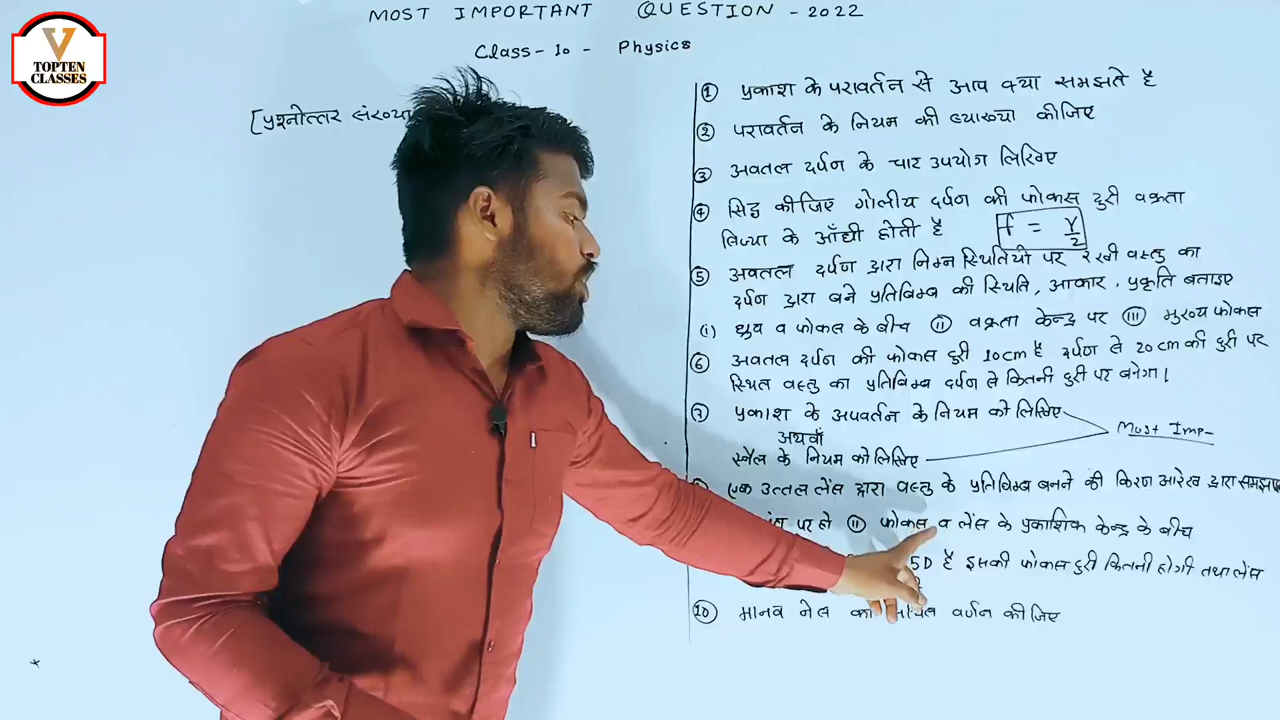 MOST IMPORTANT QUESTION - 2022
Class - 10 - Physics
V
TOPTEN
CLASSES
[प्रश्नोत्तर संख्या
① प्रकाश के परावर्तन से आप क्या समझते है
② परावर्तन के नियम की व्याख्या कीजिए
③ अवतल दर्पण के चार उपयोग लिखिए
④ सिद्व कीजिए गोलीय दर्पण की फोकस दुरी वक्रता
त्रिज्या के आँधी होती है f = r/2
⑤ अवतल दर्पण द्वारा निम्न स्थितियों पर रखी वस्तु का
दर्पण द्वारा बने प्रतिबिम्ब की स्थिति, आकार, प्रकृति बताइए
(i) ध्रुव व फोकस के बीच ⅱ वक्रता केन्द्र पर ⅲ मुख्य फोकस
⑥ अवतल दर्पण की फोकस दूरी 10cm है दर्पण से 20cm की दुरी पर
स्थित वस्तु का प्रतिबिम्ब दर्पण से कितनी दुरी पर बनेगा।
⑦ प्रकाश के अपवर्तन के नियम को लिखिए
अथवाँ
Most Imp-
स्नैल के नियम को लिखिए
एक उत्तल लेंस द्वारा वस्तु के प्रतिबिम्ब बनने की किरण आरेख द्वारा
पर हो ⅱ फोकस व लेंस के प्रकाशिक केन्द्र के बीच
5D है इसकी फोकस दुरी कितनी होगी तथा लेंस
⑩ मानव नेत्र का वर्णन कीजिए